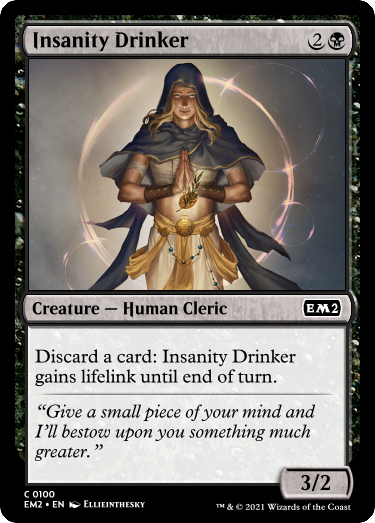 Insanity Drinker 2
Creature — Human Cleric EM2
Discard a card: Insanity Drinker
gains lifelink until end of turn.
“Give a small piece of your mind and
I’ll bestow upon you something much
greater.”
3/2
C 0100
EM2 • EN ELLIEINTHESKY ™ & © 2021 Wizards of the Coast